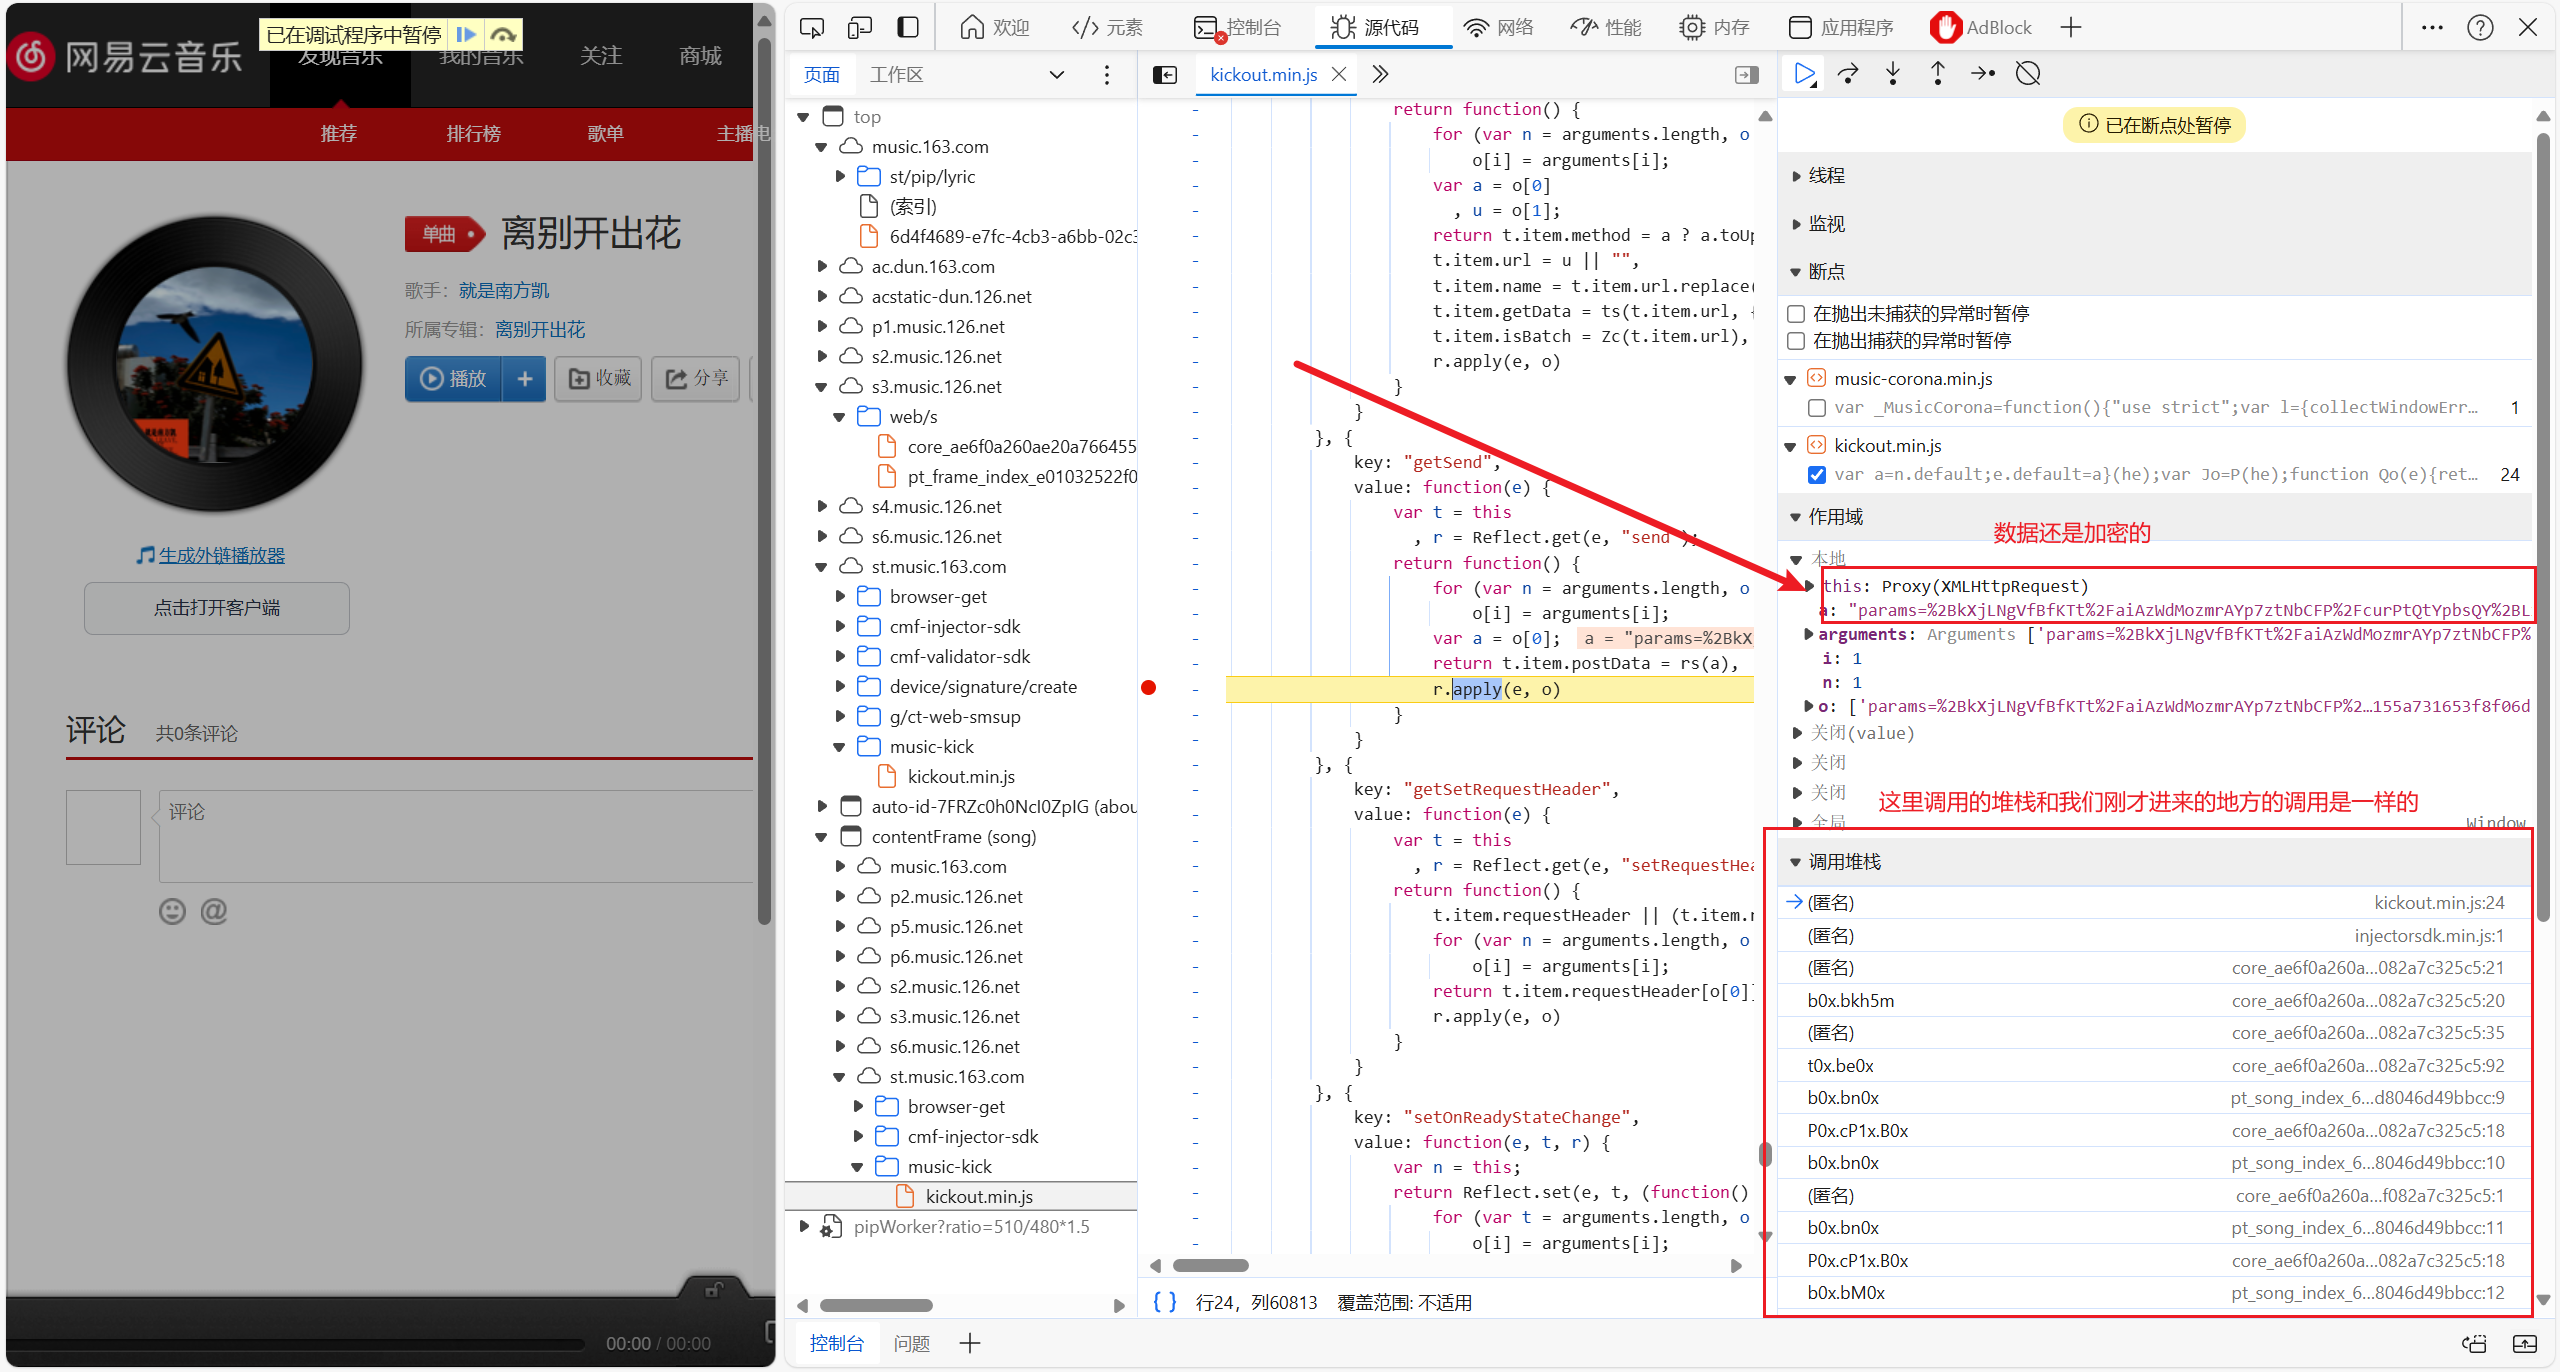 已在调试程序中暂停
网易云音乐
发现音乐
我的音乐
关注
商城
推荐
排行榜
歌单
主播电
单曲
离别开出花
歌手：就是南方凯
所属专辑：离别开出花
播放
+
收藏
分享
生成外链播放器
点击打开客户端
评论
共0条评论
评论
@
00:00 / 00:00
欢迎
</> 元素
控制台
源代码
网络
性能
内存
应用程序
AdBlock
页面
工作区
top
music.163.com
st/pip/lyric
(索引)
6d4f4689-e7fc-4cb3-a6bb-02c3
ac.dun.163.com
acstatic-dun.126.net
p1.music.126.net
s2.music.126.net
s3.music.126.net
web/s
core_ae6f0a260ae20a766455
pt_frame_index_e01032522f0
s4.music.126.net
s6.music.126.net
st.music.163.com
browser-get
cmf-injector-sdk
cmf-validator-sdk
device/signature/create
g/ct-web-smsup
music-kick
kickout.min.js
auto-id-7FRZc0h0NcI0ZpIG (abou
contentFrame (song)
music.163.com
p2.music.126.net
p5.music.126.net
p6.music.126.net
s2.music.126.net
s3.music.126.net
s6.music.126.net
st.music.163.com
browser-get
cmf-injector-sdk
music-kick
kickout.min.js
pipWorker?ratio=510/480*1.5
kickout.min.js
return function() {
for (var n = arguments.length, o
o[i] = arguments[i];
var a = o[0]
, u = o[1];
return t.item.method = a ? a.toUp
t.item.url = u || "",
t.item.name = t.item.url.replace(
t.item.getData = ts(t.item.url, {
t.item.isBatch = Zc(t.item.url),
r.apply(e, o)
}
}
}, {
key: "getSend",
value: function(e) {
var t = this
, r = Reflect.get(e, "send");
return function() {
for (var n = arguments.length, o
o[i] = arguments[i];
var a = o[0]; a = "params=%2BkX
return t.item.postData = rs(a),
r.apply(e, o)
}
}
}, {
key: "getSetRequestHeader",
value: function(e) {
var t = this
, r = Reflect.get(e, "setRequestHea
return function() {
t.item.requestHeader || (t.item.r
for (var n = arguments.length, o
o[i] = arguments[i];
return t.item.requestHeader[o[0]]
r.apply(e, o)
}
}
}, {
key: "setOnReadyStateChange",
value: function(e, t, r) {
var n = this;
return Reflect.set(e, t, (function()
for (var t = arguments.length, o
o[i] = arguments[i];
{ } 行24，列60813 覆盖范围: 不适用
已在断点处暂停
线程
监视
断点
在抛出未捕获的异常时暂停
在抛出捕获的异常时暂停
music-corona.min.js
var _MusicCorona=function(){"use strict";var l={collectWindowErr… 1
kickout.min.js
var a=n.default;e.default=a}(he);var Jo=P(he);function Qo(e){ret… 24
作用域
数据还是加密的
本地
this: Proxy(XMLHttpRequest)
a: "params=%2BkXjLNgVfBfKTt%2FaiAzWdMozmrAYp7ztNbCFP%2FcurPtQtYpbsQY%2BL
arguments: Arguments ['params=%2BkXjLNgVfBfKTt%2FaiAzWdMozmrAYp7ztNbCFP%
i: 1
n: 1
o: ['params=%2BkXjLNgVfBfKTt%2FaiAzWdMozmrAYp7ztNbCFP%2…155a731653f8f06d
关闭(value)
关闭
关闭
这里调用的堆栈和我们刚才进来的地方的调用是一样的
全局 Window
调用堆栈
(匿名) kickout.min.js:24
(匿名) injectorsdk.min.js:1
(匿名) core_ae6f0a260a…082a7c325c5:21
b0x.bkh5m core_ae6f0a260a…082a7c325c5:20
(匿名) core_ae6f0a260a…082a7c325c5:35
t0x.be0x core_ae6f0a260a…082a7c325c5:92
b0x.bn0x pt_song_index_6…d8046d49bbcc:9
P0x.cP1x.B0x core_ae6f0a260a…082a7c325c5:18
b0x.bn0x pt_song_index_6…8046d49bbcc:10
(匿名) core_ae6f0a260a…f082a7c325c5:1
b0x.bn0x pt_song_index_6…8046d49bbcc:11
P0x.cP1x.B0x core_ae6f0a260a…082a7c325c5:18
b0x.bM0x pt_song_index_6…8046d49bbcc:12
控制台
问题